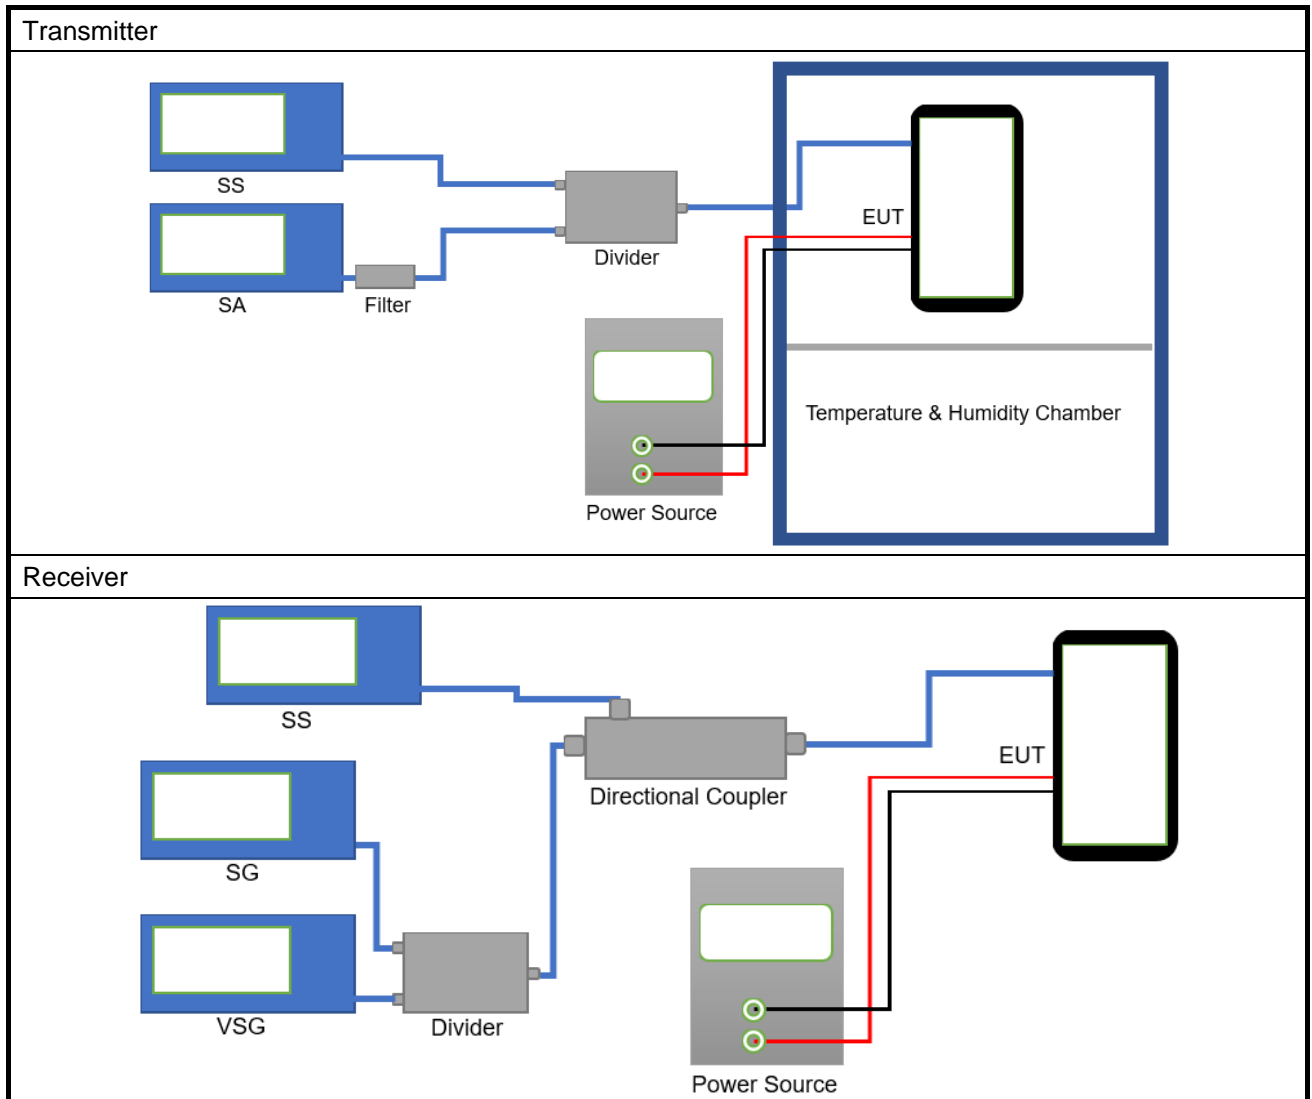 Transmitter
SS
EUT
Divider
SA
Filter
Temperature & Humidity Chamber
Power Source
Receiver
SS
EUT
Directional Coupler
SG
VSG
Divider
Power Source